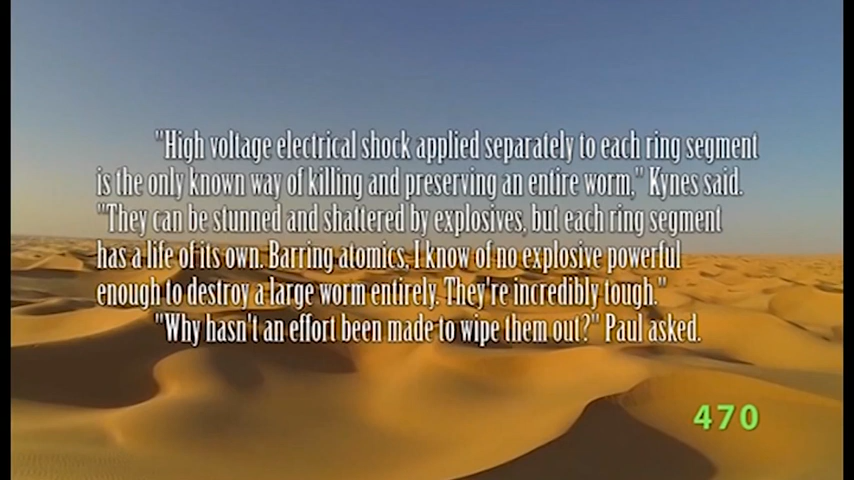 "High voltage electrical shock applied separately to each ring segment
is the only known way of killing and preserving an entire worm," Kynes said.
"They can be stunned and shattered by explosives, but each ring segment
has a life of its own. Barring atomics, I know of no explosive powerful
enough to destroy a large worm entirely. They're incredibly tough."
"Why hasn't an effort been made to wipe them out?" Paul asked.
470